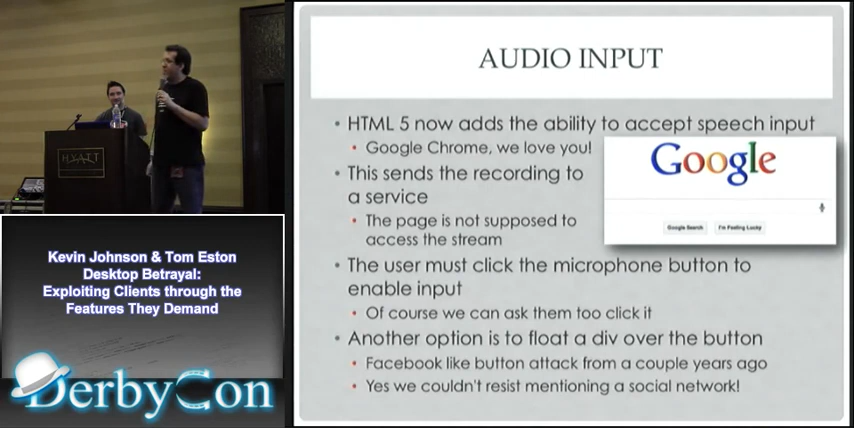 HYATT
Kevin Johnson & Tom Eston
Desktop Betrayal:
Exploiting Clients through the
Features They Demand
DerbyCon
AUDIO INPUT
• HTML 5 now adds the ability to accept speech input
• Google Chrome, we love you!
• This sends the recording to
a service
• The page is not supposed to
access the stream
Google
Google Search
I'm Feeling Lucky
• The user must click the microphone button to
enable input
• Of course we can ask them too click it
• Another option is to float a div over the button
• Facebook like button attack from a couple years ago
• Yes we couldn't resist mentioning a social network!